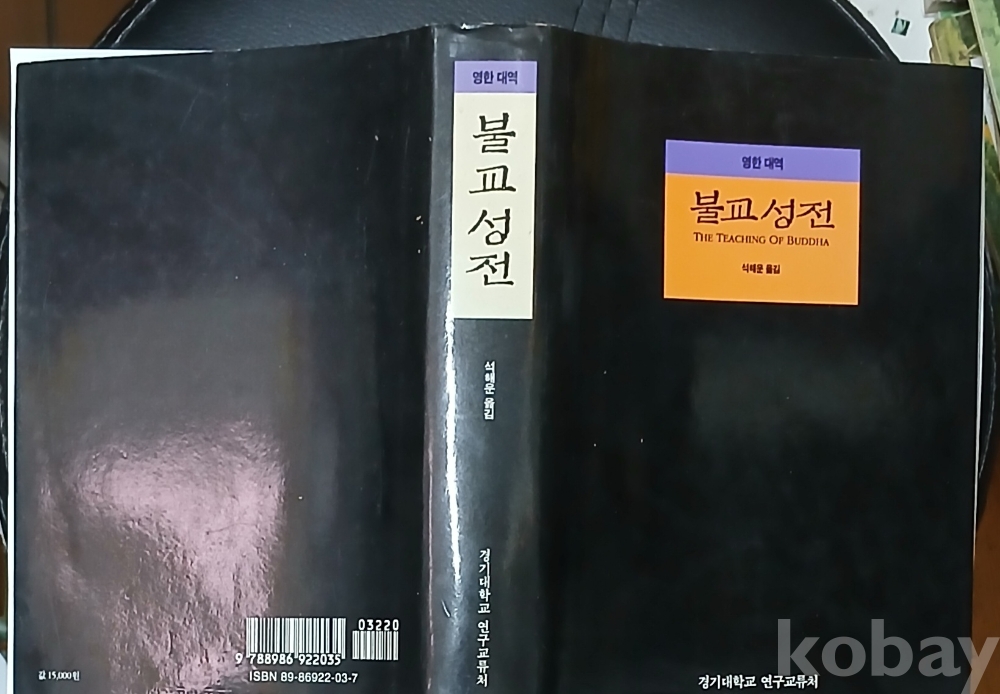 영한 대역
불교성전
THE TEACHING OF BUDDHA
석해운 옮김
경기대학교 연구교류처
영한 대역
불교성전
석해운 옮김
경기대학교 연구교류처
값 15,000원
03220
9 788986 922035
ISBN 89-86922-03-7
kobay